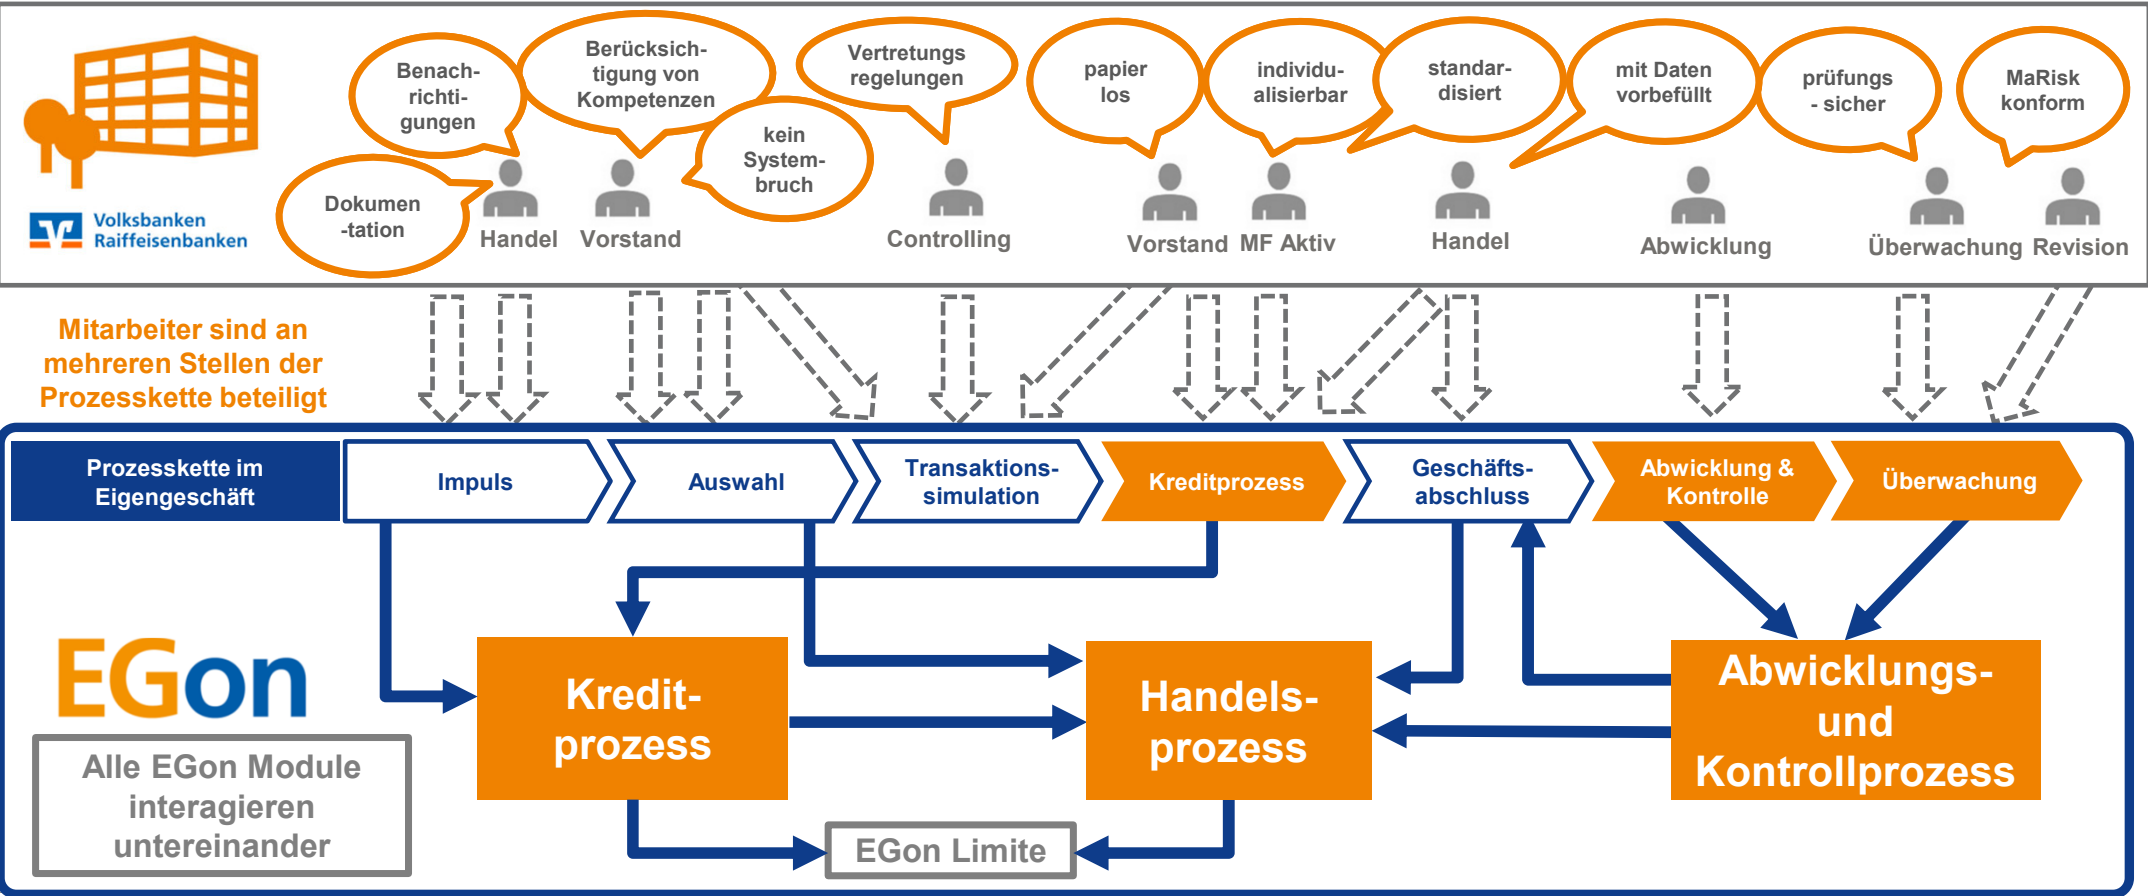 Benach-
richti-
gungen
Berücksich-
tigung von
Kompetenzen
Vertretungs
regelungen
papier
los
individu-
alisierbar
standar-
disiert
mit Daten
vorbefüllt
prüfungs
- sicher
MaRisk
konform
kein
System-
bruch
Dokumen
-tation
Volksbanken
Raiffeisenbanken
Handel
Vorstand
Controlling
Vorstand
MF Aktiv
Handel
Abwicklung
Überwachung
Revision
Mitarbeiter sind an
mehreren Stellen der
Prozesskette beteiligt
Prozesskette im
Eigengeschäft
Impuls
Auswahl
Transaktions-
simulation
Kreditprozess
Geschäfts-
abschluss
Abwicklung &
Kontrolle
Überwachung
EGon
Alle EGon Module
interagieren
untereinander
Kredit-
prozess
Handels-
prozess
Abwicklungs-
und
Kontrollprozess
EGon Limite